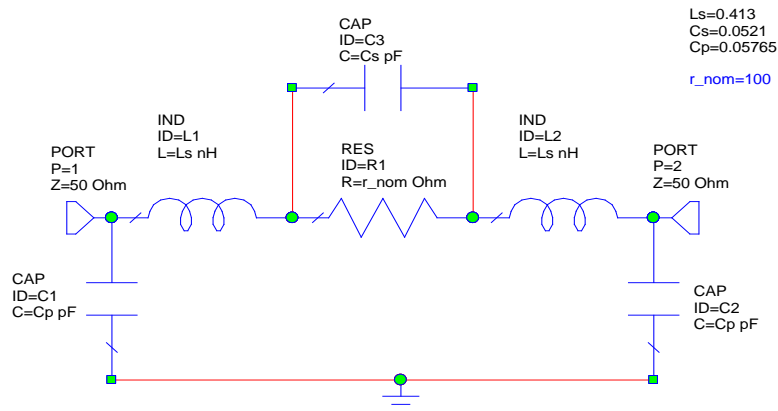 CAP
ID=C3
C=Cs pF
Ls=0.413
Cs=0.0521
Cp=0.05765
r_nom=100
IND
ID=L1
L=Ls nH
RES
ID=R1
R=r_nom Ohm
IND
ID=L2
L=Ls nH
PORT
P=1
Z=50 Ohm
PORT
P=2
Z=50 Ohm
CAP
ID=C1
C=Cp pF
CAP
ID=C2
C=Cp pF